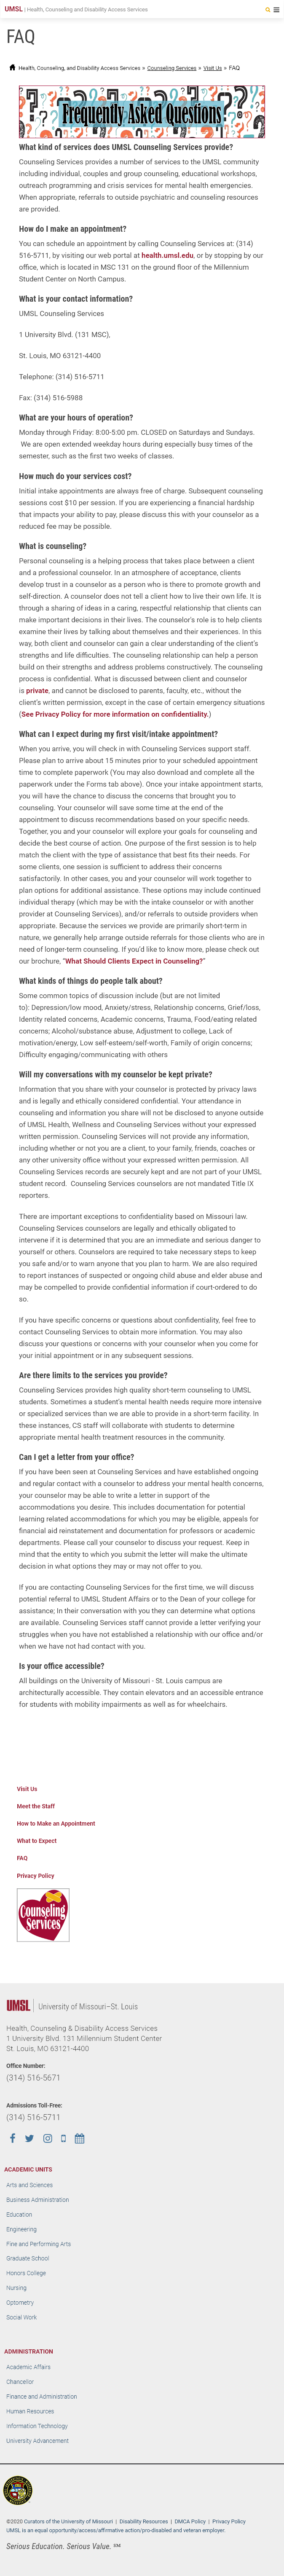 UMSL | Health, Counseling and Disability Access Services
FAQ
Health, Counseling, and Disability Access Services » Counseling Services » Visit Us » FAQ
Frequently Asked Questions
What kind of services does UMSL Counseling Services provide?
Counseling Services provides a number of services to the UMSL community
including individual, couples and group counseling, educational workshops,
outreach programming and crisis services for mental health emergencies.
When appropriate, referrals to outside psychiatric and counseling resources
are provided.
How do I make an appointment?
You can schedule an appointment by calling Counseling Services at: (314)
516-5711, by visiting our web portal at health.umsl.edu, or by stopping by our
office, which is located in MSC 131 on the ground floor of the Millennium
Student Center on North Campus.
What is your contact information?
UMSL Counseling Services
1 University Blvd. (131 MSC),
St. Louis, MO 63121-4400
Telephone: (314) 516-5711
Fax: (314) 516-5988
What are your hours of operation?
Monday through Friday: 8:00-5:00 pm. CLOSED on Saturdays and Sundays.
We are open extended weekday hours during especially busy times of the
semester, such as the first two weeks of classes.
How much do your services cost?
Initial intake appointments are always free of charge. Subsequent counseling
sessions cost $10 per session. If you are experiencing a financial hardship
that impacts your ability to pay, please discuss this with your counselor as a
reduced fee may be possible.
What is counseling?
Personal counseling is a helping process that takes place between a client
and a professional counselor. In an atmosphere of acceptance, clients
develop trust in a counselor as a person who is there to promote growth and
self-direction. A counselor does not tell a client how to live their own life. It is
through the formation of a trusting and caring, respectful relationship that clients can
make important decisions in their lives. The counselor's role is to help clients
examine their lives by talking about themselves and their experiences. In this
way, both client and counselor can gain a clear understanding of the client's
strengths and life difficulties. The counseling relationship can help a person
build on their strengths and address problems constructively. The counseling
process is confidential. What is discussed between client and counselor
is private, and cannot be disclosed to parents, faculty, etc., without the
client's written permission, except in the case of certain emergency situations
(See Privacy Policy for more information on confidentiality.)
What can I expect during my first visit/intake appointment?
When you arrive, you will check in with Counseling Services support staff.
Please plan to arrive about 15 minutes prior to your scheduled appointment
time to complete paperwork (You may also download and complete all the
paperwork under the Forms tab above). Once your intake appointment starts,
you will have the chance to discuss the concerns that brought you to
counseling. Your counselor will save some time at the end of the
appointment to discuss recommendations based on your specific needs.
Together, you and your counselor will explore your goals for counseling and
decide the best course of action. One purpose of the first session is to help
match the client with the type of assistance that best fits their needs. For
some clients, one session is sufficient to address their concerns
satisfactorily. In other cases, you and your counselor will together map out a
plan with options for additional assistance. These options may include continued
individual therapy (which may be with the intake counselor or with another
provider at Counseling Services), and/or referrals to outside providers when
appropriate. Because the services we provide are primarily short-term in
nature, we generally help arrange outside referrals for those clients who are in
need of longer-term counseling. If you'd like to know more, please check out
our brochure, "What Should Clients Expect in Counseling?"
What kinds of things do people talk about?
Some common topics of discussion include (but are not limited
to): Depression/low mood, Anxiety/stress, Relationship concerns, Grief/loss,
Identity related concerns, Academic concerns, Trauma, Food/eating related
concerns; Alcohol/substance abuse, Adjustment to college, Lack of
motivation/energy, Low self-esteem/self-worth, Family of origin concerns;
Difficulty engaging/communicating with others
Will my conversations with my counselor be kept private?
Information that you share with your counselor is protected by privacy laws
and is legally and ethically considered confidential. Your attendance in
counseling and information you share will not be disclosed to anyone outside
of UMSL Health, Wellness and Counseling Services without your expressed
written permission. Counseling Services will not provide any information,
including whether or not you are a client, to your family, friends, coaches or
any other university office without your expressed written permission. All
Counseling Services records are securely kept and are not part of your UMSL
student record.  Counseling Services counselors are not mandated Title IX
reporters.
There are important exceptions to confidentiality based on Missouri law.
Counseling Services counselors are legally and ethically obligated to
intervene if it is determined that you are an immediate and serious danger to
yourself or others. Counselors are required to take necessary steps to keep
you safe and/or to warn anyone that you plan to harm. We are also mandated
to report instances of suspected or ongoing child abuse and elder abuse and may
be compelled to provide confidential information if court-ordered to do
so.
If you have specific concerns or questions about confidentiality, feel free to
contact Counseling Services to obtain more information. You may also
discuss your questions or concerns with your counselor when you come for
your initial appointment or in any subsequent sessions.
Are there limits to the services you provide?
Counseling Services provides high quality short-term counseling to UMSL
students. Sometimes a student's mental health needs require more intensive
or specialized services than we are able to provide in a short-term facility. In
these instances, CS staff will connect students to determine
appropriate mental health treatment resources in the community.
Can I get a letter from your office?
If you have been seen at Counseling Services and have established ongoing
and regular contact with a counselor to address your mental health concerns,
your counselor may be able to write a letter in support of the
accommodations you desire. This includes documentation for potential
learning related accommodations for which you may be eligible, appeals for
financial aid reinstatement and documentation for professors or academic
departments. Please call your counselor to discuss your request. Keep in
mind that the entity to which you submit the letter will make the ultimate
decision in what options they may or may not offer to you.
If you are contacting Counseling Services for the first time, we will discuss a
potential referral to UMSL Student Affairs or to the Dean of your college for
assistance; in their conversation with you they can determine what options
are available. Counseling Services staff cannot provide a letter verifying your
struggles when you have not established a relationship with our office and/or
when we have not had contact with you.
Is your office accessible?
All buildings on the University of Missouri - St. Louis campus are
architecturally accessible. They contain elevators and an accessible entrance
for students with mobility impairments as well as for wheelchairs.
Visit Us
Meet the Staff
How to Make an Appointment
What to Expect
FAQ
Privacy Policy
Counseling
Services
UMSL | University of Missouri–St. Louis
Health, Counseling & Disability Access Services
1 University Blvd. 131 Millennium Student Center
St. Louis, MO 63121-4400
Office Number:
(314) 516-5671
Admissions Toll-Free:
(314) 516-5711
ACADEMIC UNITS
Arts and Sciences
Business Administration
Education
Engineering
Fine and Performing Arts
Graduate School
Honors College
Nursing
Optometry
Social Work
ADMINISTRATION
Academic Affairs
Chancellor
Finance and Administration
Human Resources
Information Technology
University Advancement
©2020 Curators of the University of Missouri | Disability Resources | DMCA Policy | Privacy Policy
UMSL is an equal opportunity/access/affirmative action/pro-disabled and veteran employer.
Serious Education. Serious Value. ℠